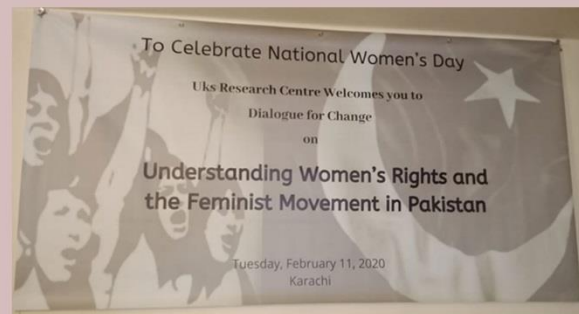 To Celebrate National Women's Day
Uks Research Centre Welcomes you to
Dialogue for Change
on
Understanding Women's Rights and
the Feminist Movement in Pakistan
Tuesday, February 11, 2020
Karachi